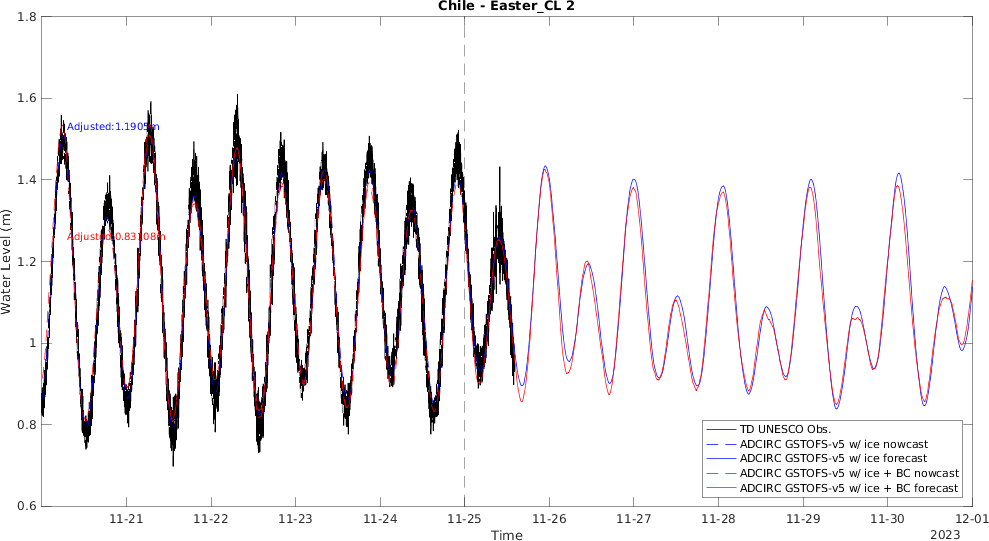 Chile - Easter_CL 2
1.8
1.6
1.4
1.2
1
0.8
0.6
Water Level (m)
Adjusted:1.1905m
Adjusted:0.83108m
11-21
11-22
11-23
11-24
11-25
11-26
11-27
11-28
11-29
11-30
12-01
Time
2023
TD UNESCO Obs.
ADCIRC GSTOFS-v5 w/ ice nowcast
ADCIRC GSTOFS-v5 w/ ice forecast
ADCIRC GSTOFS-v5 w/ ice + BC nowcast
ADCIRC GSTOFS-v5 w/ ice + BC forecast